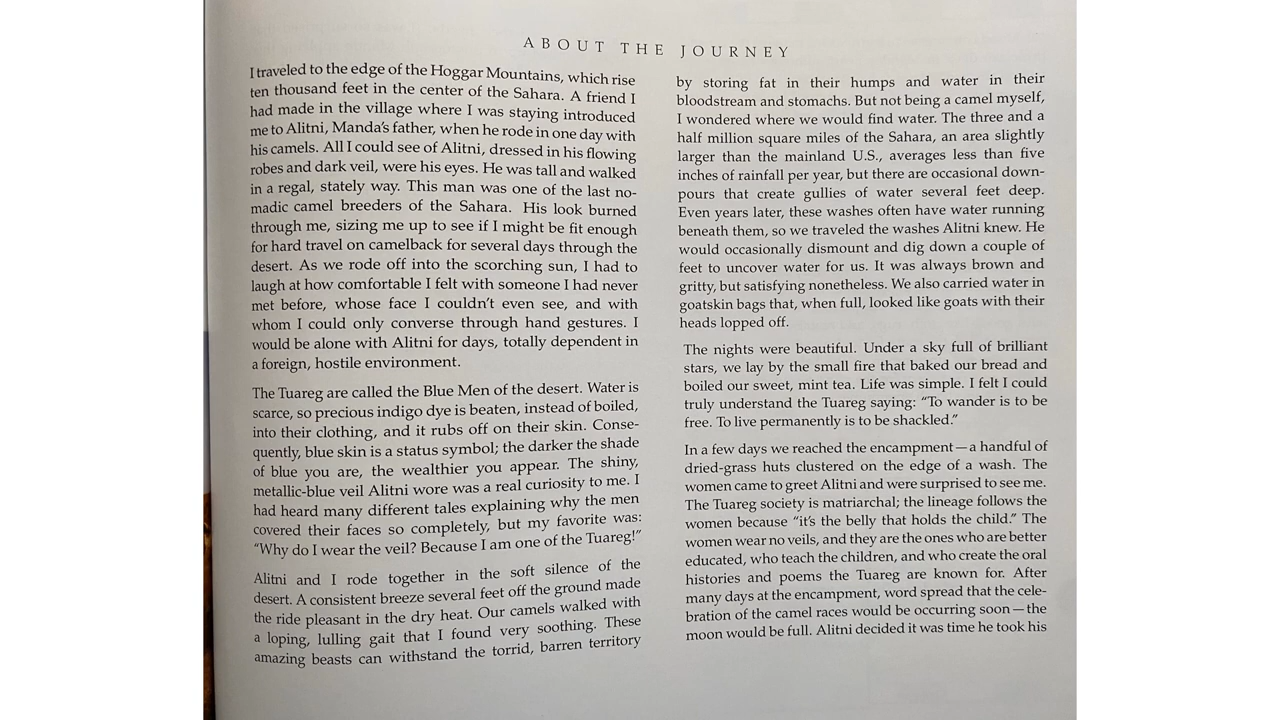 ABOUT THE JOURNEY
I traveled to the edge of the Hoggar Mountains, which rise
ten thousand feet in the center of the Sahara. A friend I
had made in the village where I was staying introduced
me to Alitni, Manda's father, when he rode in one day with
his camels. All I could see of Alitni, dressed in his flowing
robes and dark veil, were his eyes. He was tall and walked
in a regal, stately way. This man was one of the last no-
madic camel breeders of the Sahara. His look burned
through me, sizing me up to see if I might be fit enough
for hard travel on camelback for several days through the
desert. As we rode off into the scorching sun, I had to
laugh at how comfortable I felt with someone I had never
met before, whose face I couldn't even see, and with
whom I could only converse through hand gestures. I
would be alone with Alitni for days, totally dependent in
a foreign, hostile environment.
The Tuareg are called the Blue Men of the desert. Water is
scarce, so precious indigo dye is beaten, instead of boiled,
into their clothing, and it rubs off on their skin. Conse-
quently, blue skin is a status symbol; the darker the shade
of blue you are, the wealthier you appear. The shiny,
metallic-blue veil Alitni wore was a real curiosity to me. I
had heard many different tales explaining why the men
covered their faces so completely, but my favorite was:
"Why do I wear the veil? Because I am one of the Tuareg!"
Alitni and I rode together in the soft silence of the
desert. A consistent breeze several feet off the ground made
the ride pleasant in the dry heat. Our camels walked with
a loping, lulling gait that I found very soothing. These
amazing beasts can withstand the torrid, barren territory
by storing fat in their humps and water in their
bloodstream and stomachs. But not being a camel myself,
I wondered where we would find water. The three and a
half million square miles of the Sahara, an area slightly
larger than the mainland U.S., averages less than five
inches of rainfall per year, but there are occasional down-
pours that create gullies of water several feet deep.
Even years later, these washes often have water running
beneath them, so we traveled the washes Alitni knew. He
would occasionally dismount and dig down a couple of
feet to uncover water for us. It was always brown and
gritty, but satisfying nonetheless. We also carried water in
goatskin bags that, when full, looked like goats with their
heads lopped off.
The nights were beautiful. Under a sky full of brilliant
stars, we lay by the small fire that baked our bread and
boiled our sweet, mint tea. Life was simple. I felt I could
truly understand the Tuareg saying: "To wander is to be
free. To live permanently is to be shackled."
In a few days we reached the encampment—a handful of
dried-grass huts clustered on the edge of a wash. The
women came to greet Alitni and were surprised to see me.
The Tuareg society is matriarchal; the lineage follows the
women because "it's the belly that holds the child." The
women wear no veils, and they are the ones who are better
educated, who teach the children, and who create the oral
histories and poems the Tuareg are known for. After
many days at the encampment, word spread that the cele-
bration of the camel races would be occurring soon—the
moon would be full. Alitni decided it was time he took his